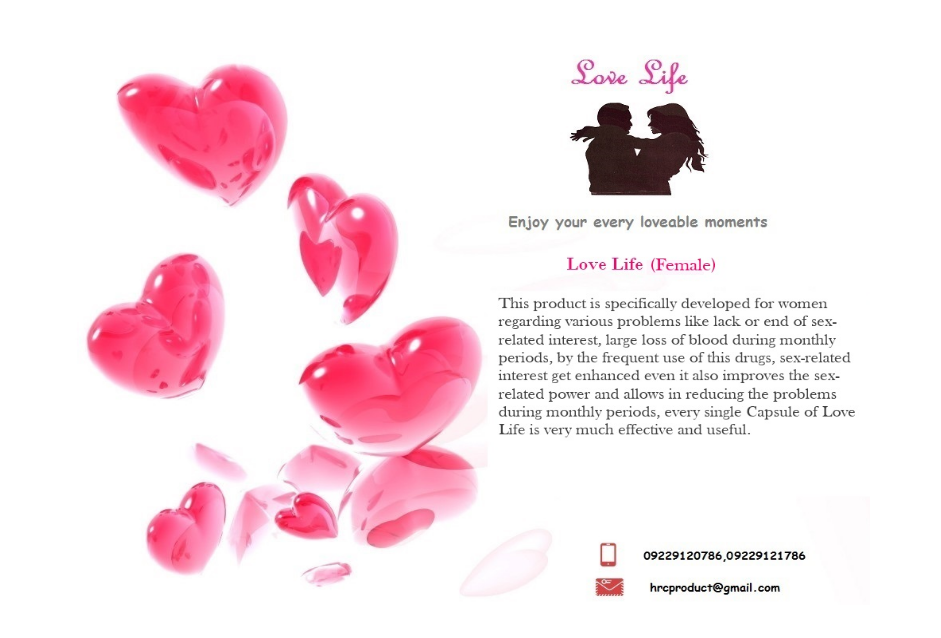 Love Life
Enjoy your every loveable moments
Love Life (Female)
This product is specifically developed for women
regarding various problems like lack or end of sex-
related interest, large loss of blood during monthly
periods, by the frequent use of this drugs, sex-related
interest get enhanced even it also improves the sex-
related power and allows in reducing the problems
during monthly periods, every single Capsule of Love
Life is very much effective and useful.
09229120786,09229121786
hrcproduct@gmail.com